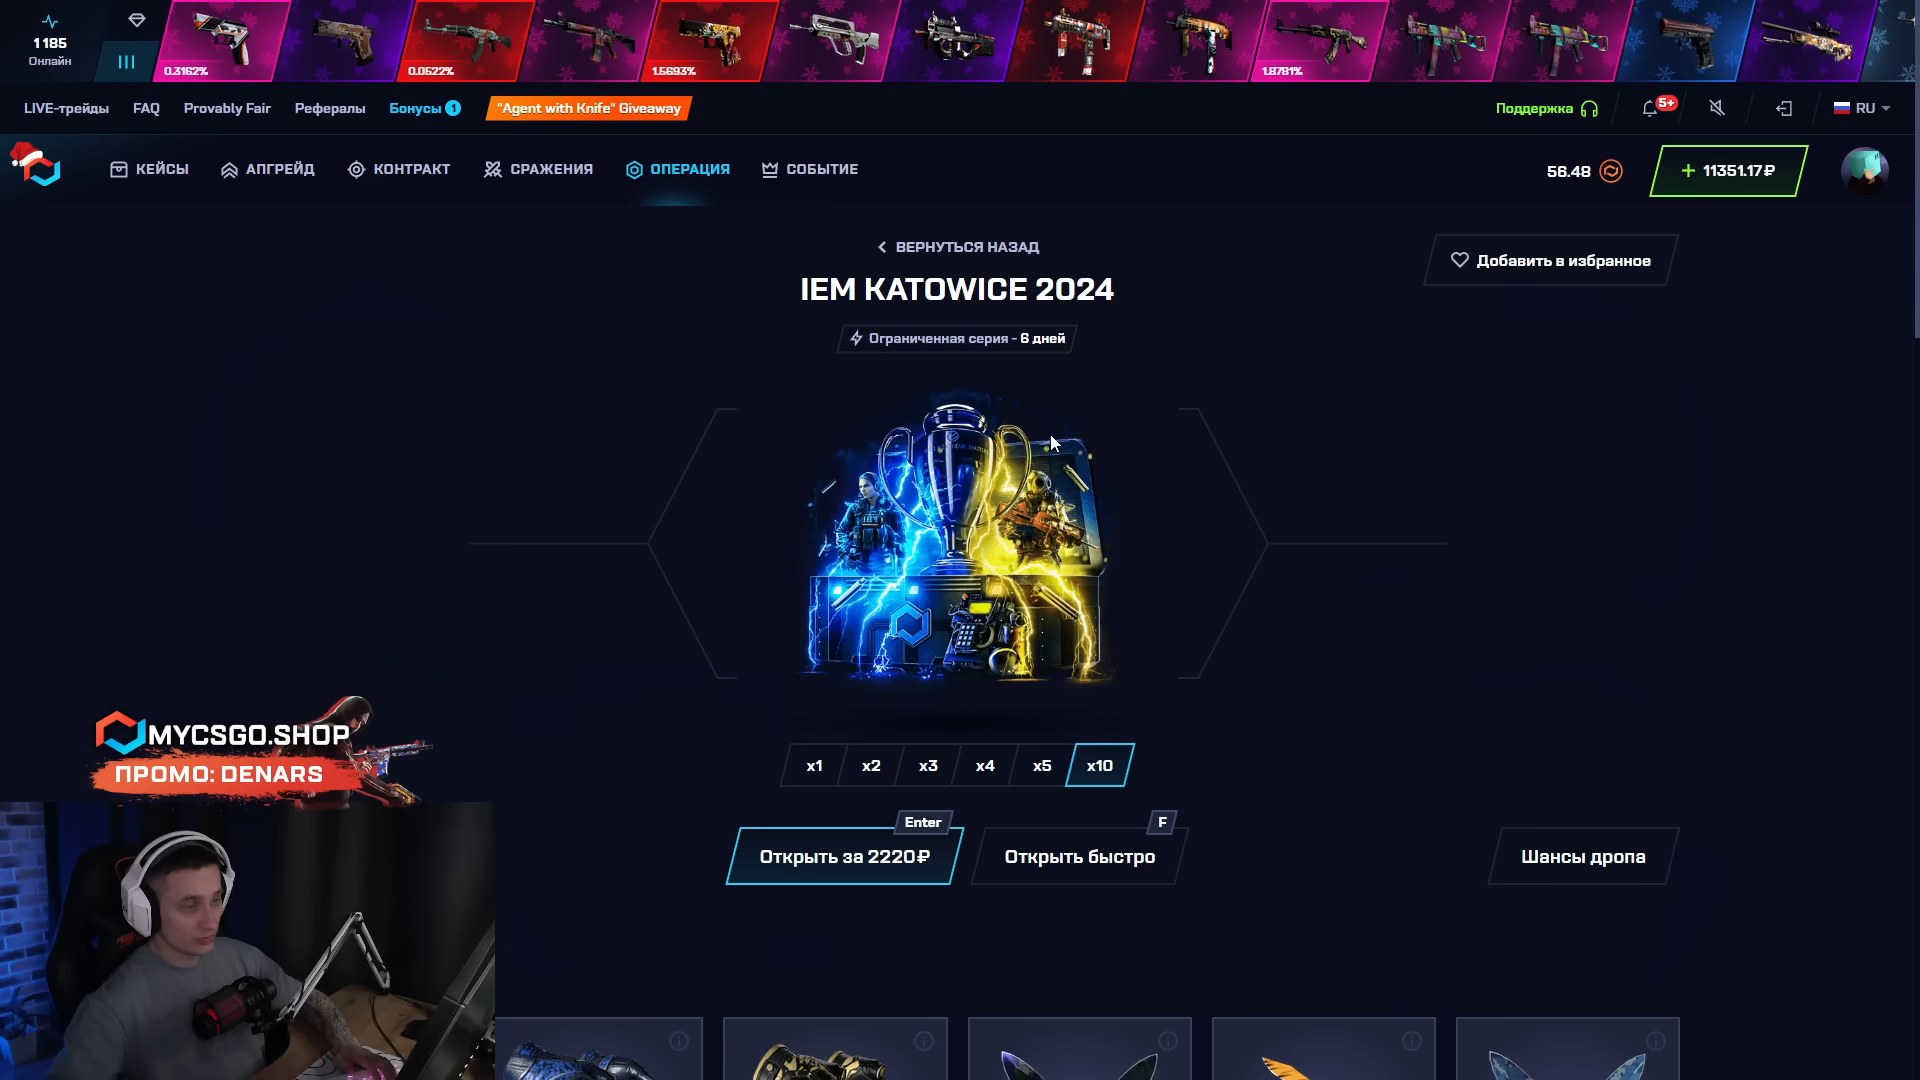 1 185
Онлайн
0.3162%
0.0522%
1.5693%
1.8781%
LIVE-трейды
FAQ
Provably Fair
Рефералы
Бонусы 1
"Agent with Knife" Giveaway
Поддержка
5+
RU
КЕЙСЫ
АПГРЕЙД
КОНТРАКТ
СРАЖЕНИЯ
ОПЕРАЦИЯ
СОБЫТИЕ
56.48
+ 11351.17₽
ВЕРНУТЬСЯ НАЗАД
IEM KATOWICE 2024
Ограниченная серия - 6 дней
Добавить в избранное
MYCSGO.SHOP
ПРОМО: DENARS
x1
x2
x3
x4
x5
x10
Enter
F
Открыть за 2220₽
Открыть быстро
Шансы дропа